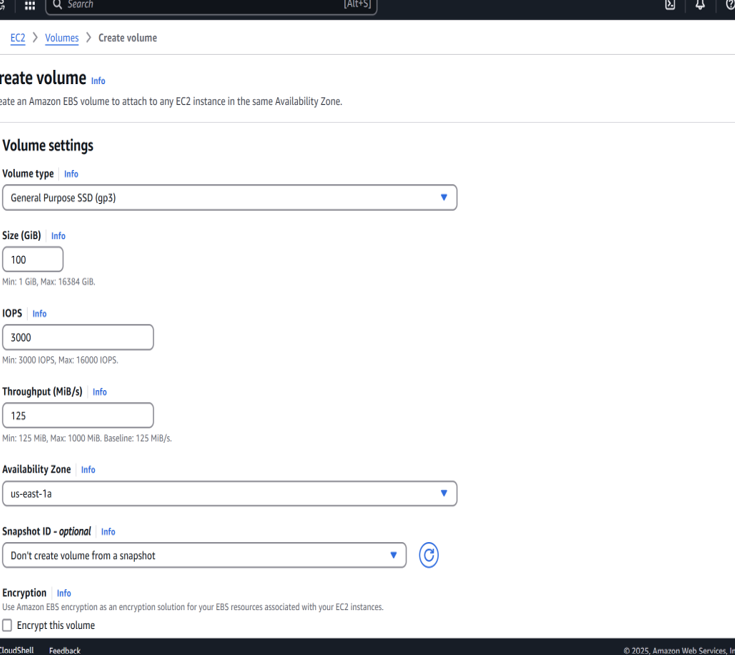 Search [Alt+S]
EC2 > Volumes > Create volume
reate volume Info
eate an Amazon EBS volume to attach to any EC2 instance in the same Availability Zone.
Volume settings
Volume type | Info
General Purpose SSD (gp3)
Size (GiB) | Info
100
Min: 1 GiB, Max: 16384 GiB.
IOPS | Info
3000
Min: 3000 IOPS, Max: 16000 IOPS.
Throughput (MiB/s) | Info
125
Min: 125 MiB, Max: 1000 MiB. Baseline: 125 MiB/s.
Availability Zone | Info
us-east-1a
Snapshot ID - optional | Info
Don't create volume from a snapshot
Encryption | Info
Use Amazon EBS encryption as an encryption solution for your EBS resources associated with your EC2 instances.
Encrypt this volume
CloudShell Feedback © 2025, Amazon Web Services, In